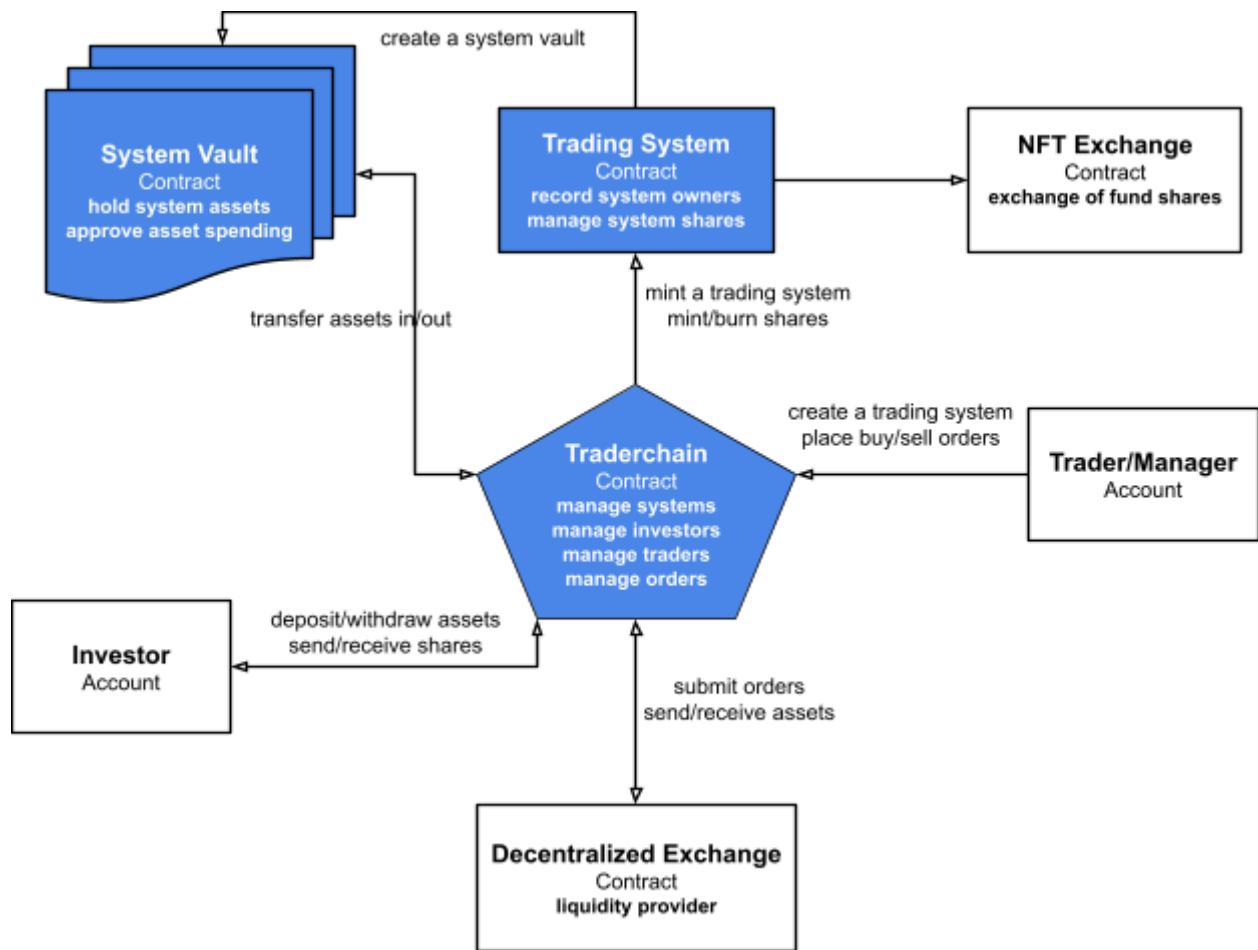 create a system vault
System Vault
Contract
hold system assets
approve asset spending
Trading System
Contract
record system owners
manage system shares
NFT Exchange
Contract
exchange of fund shares
transfer assets in/out
mint a trading system
mint/burn shares
create a trading system
place buy/sell orders
Trader/Manager
Account
Traderchain
Contract
manage systems
manage investors
manage traders
manage orders
Investor
Account
deposit/withdraw assets
send/receive shares
submit orders
send/receive assets
Decentralized Exchange
Contract
liquidity provider